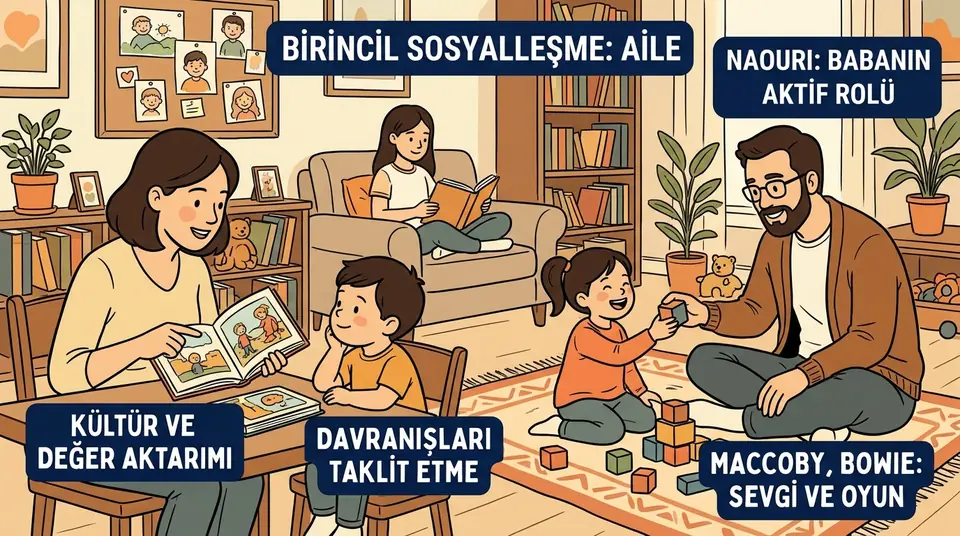 BİRİNCİL SOSYALLEŞME: AİLE
NAOURI: BABANIN
AKTİF ROLÜ
KÜLTÜR VE
DEĞER AKTARIMI
DAVRANIŞLARI
TAKLİT ETME
MACCOBY, BOWIE:
SEVGİ VE OYUN